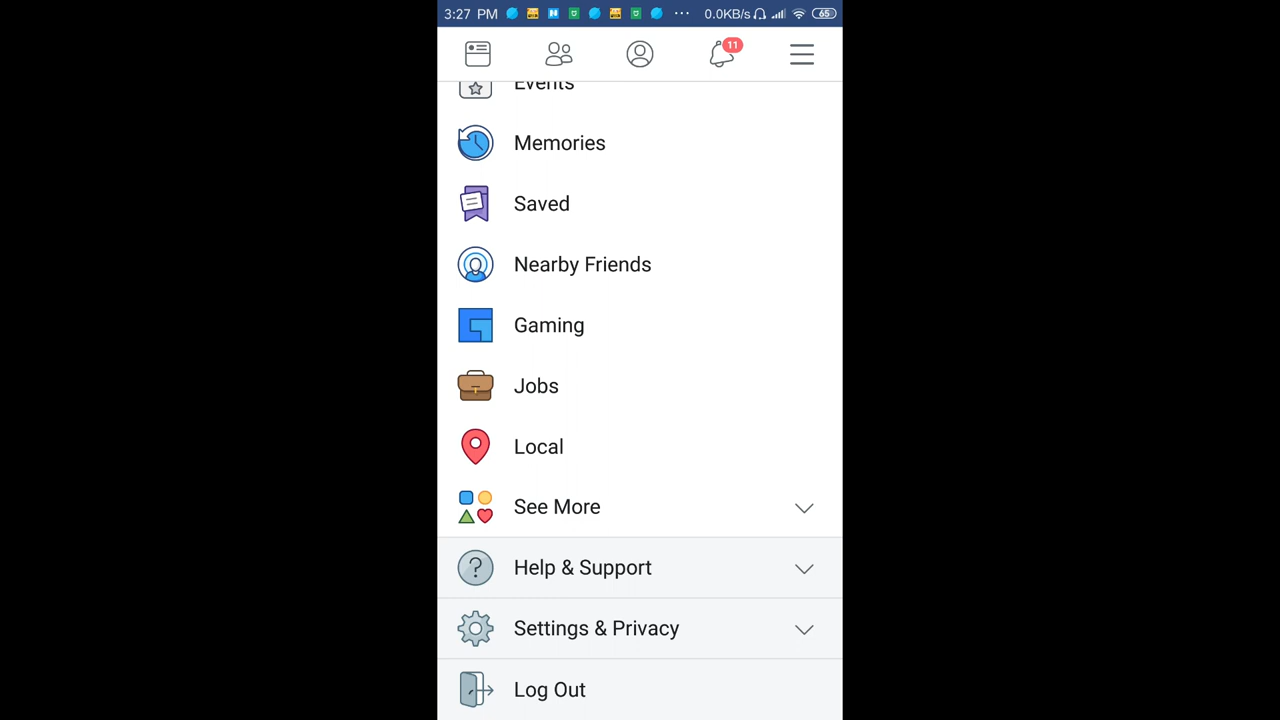 3:27 PM ... 0.0KB/s 65
11
Events
Memories
Saved
Nearby Friends
Gaming
Jobs
Local
See More
Help & Support
Settings & Privacy
Log Out